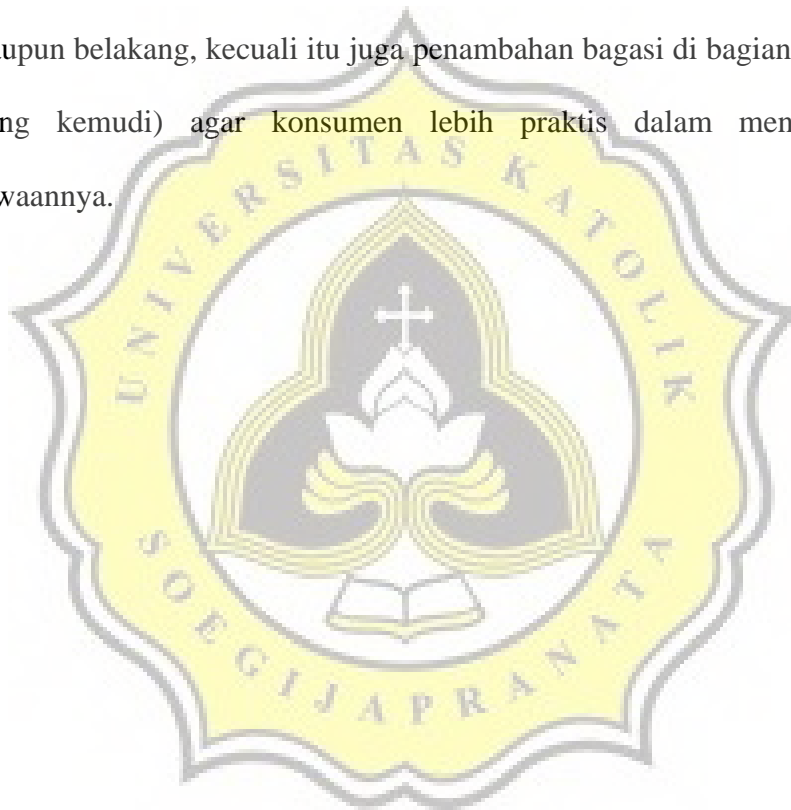 aupun belakang, kecuali itu juga penambahan bagasi di bagian
ng kemudi) agar konsumen lebih praktis dalam men
waannya.
UNIVERSITAS KATOLIK
SOEGIJAPRANATA